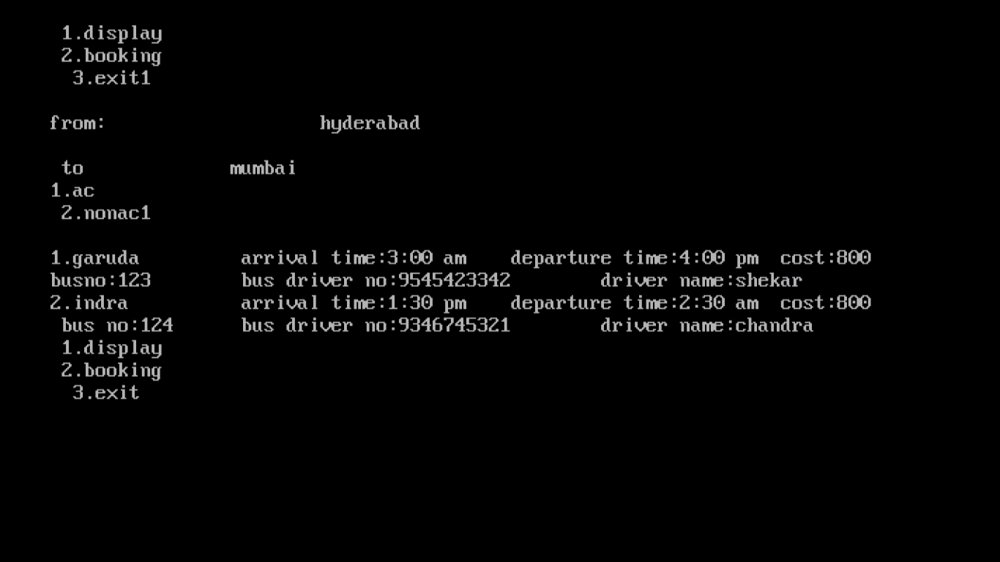 1.display
2.booking
3.exit1
from: hyderabad
to mumbai
1.ac
2.nonac1
1.garuda arrival time:3:00 am departure time:4:00 pm cost:800
busno:123 bus driver no:9545423342 driver name:shekar
2.indra arrival time:1:30 pm departure time:2:30 am cost:800
bus no:124 bus driver no:9346745321 driver name:chandra
1.display
2.booking
3.exit